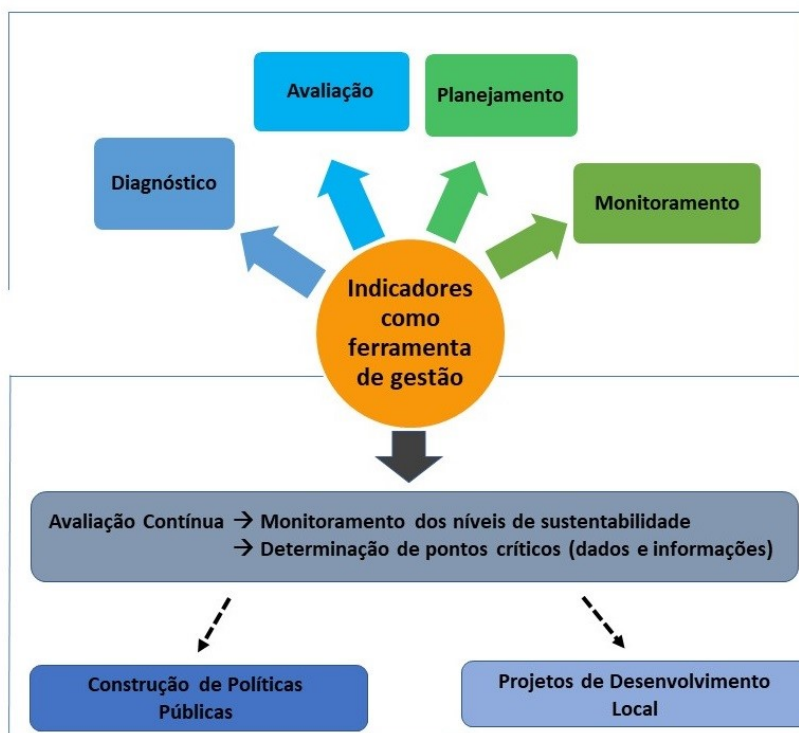 Avaliação
Planejamento
Diagnóstico
Monitoramento
Indicadores
como
ferramenta
de gestão
Avaliação Contínua → Monitoramento dos níveis de sustentabilidade
→ Determinação de pontos críticos (dados e informações)
Construção de Políticas
Públicas
Projetos de Desenvolvimento
Local